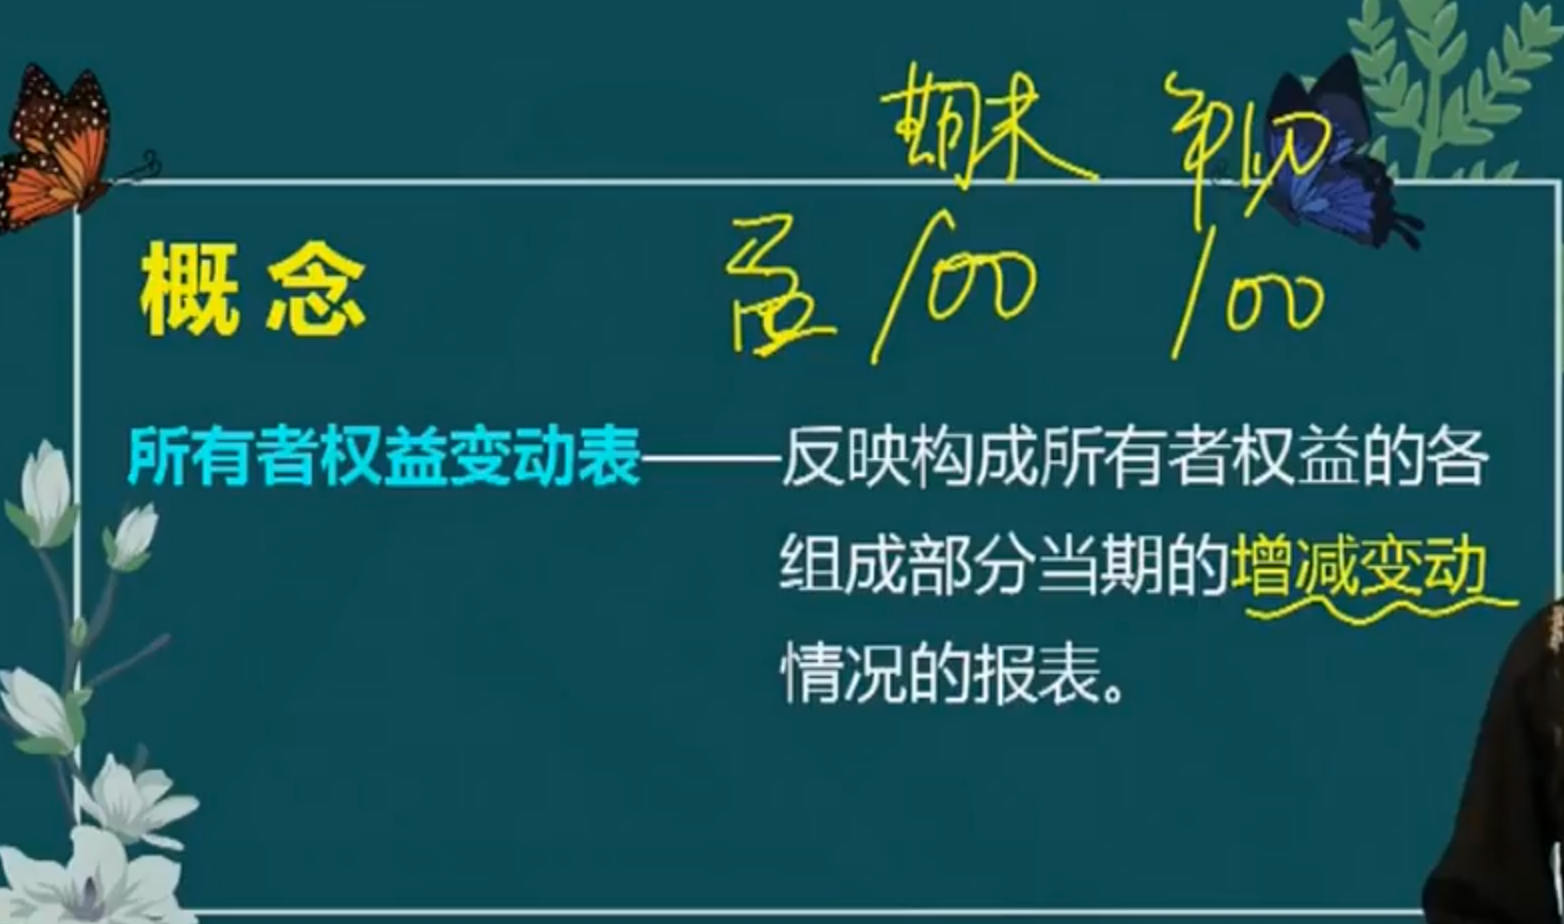 期末 年初
100 100
概念
所有者权益变动表——反映构成所有者权益的各
组成部分当期的增减变动
情况的报表。